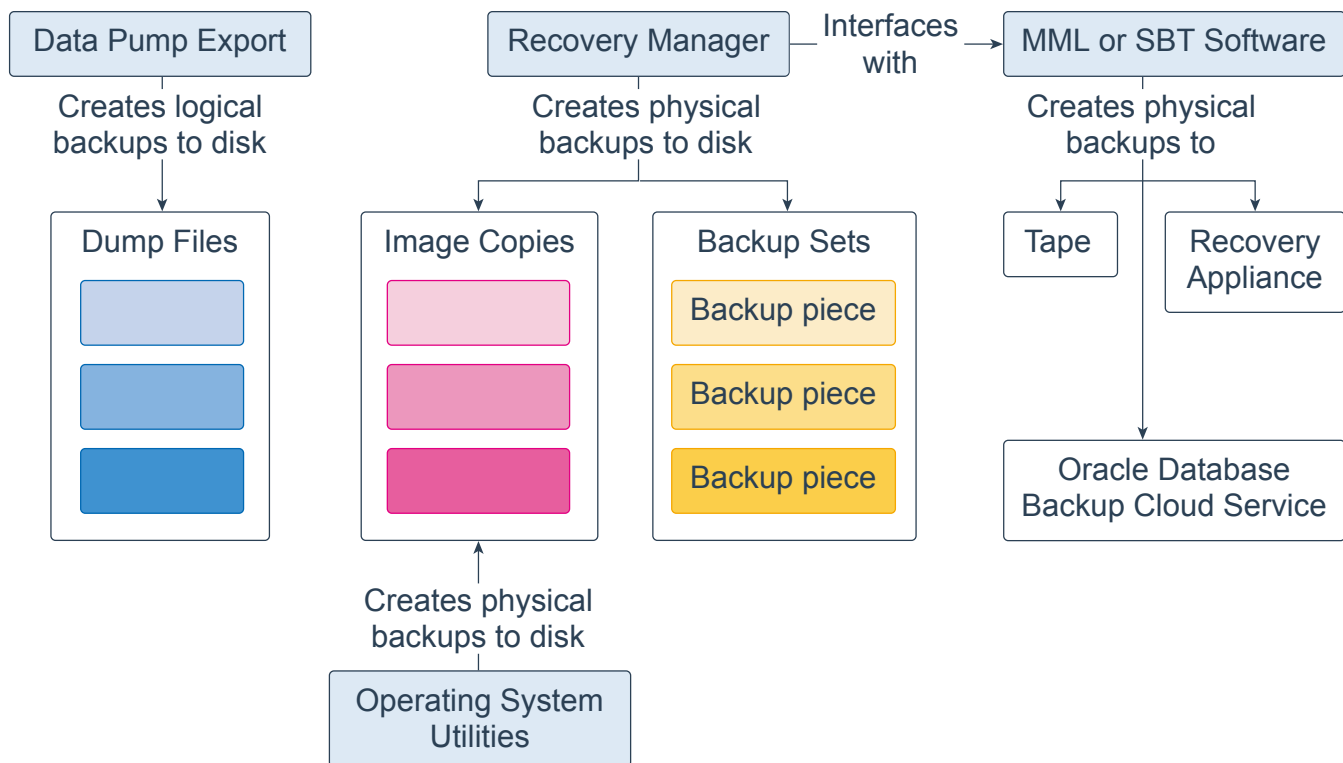 Data Pump Export
Creates logical
backups to disk
Dump Files
Recovery Manager
Interfaces
with
Creates physical
backups to disk
Image Copies
Backup Sets
Backup piece
Backup piece
Backup piece
Creates physical
backups to disk
Operating System
Utilities
MML or SBT Software
Creates physical
backups to
Tape
Recovery
Appliance
Oracle Database
Backup Cloud Service